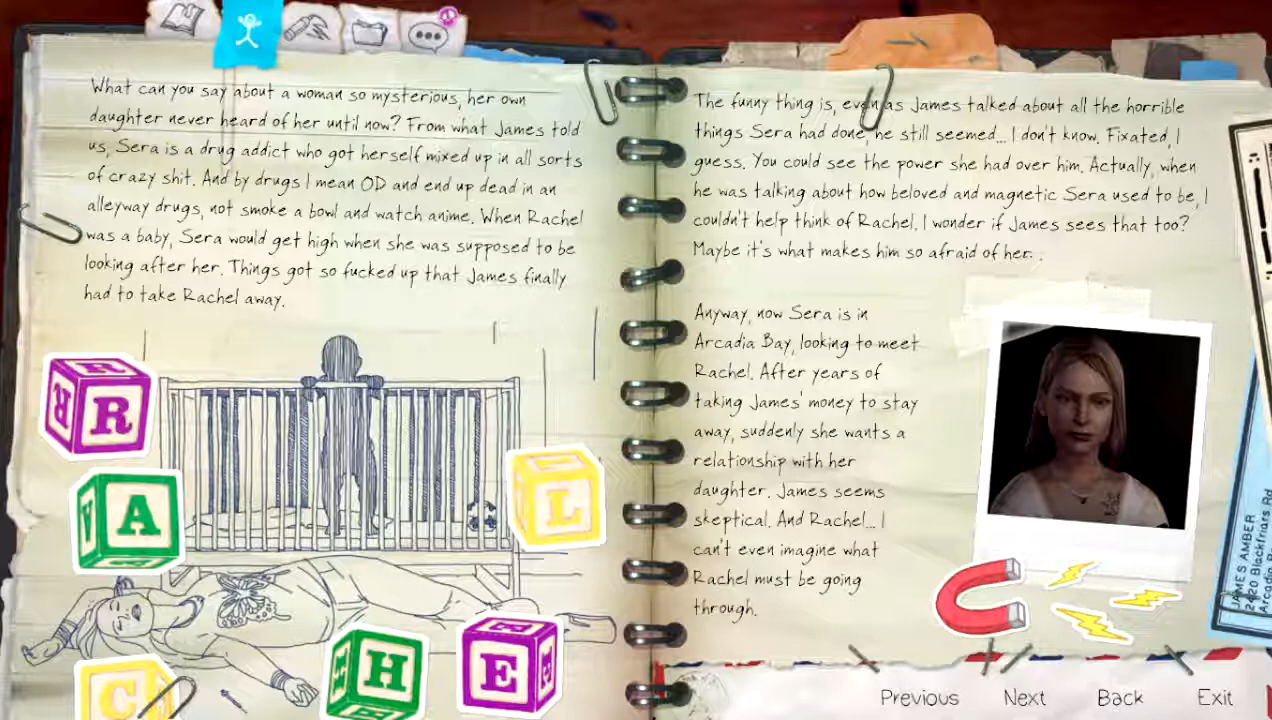 What can you say about a woman so mysterious, her own
daughter never heard of her until now? From what James told
us, Sera is a drug addict who got herself mixed up in all sorts
of crazy shit. And by drugs I mean OD and end up dead in an
alleyway drugs, not smoke a bowl and watch anime. When Rachel
was a baby, Sera would get high when she was supposed to be
looking after her. Things got so fucked up that James finally
had to take Rachel away.
R
A
C
H
E
L
The funny thing is, even as James talked about all the horrible
things Sera had done, he still seemed... I don't know. Fixated, I
guess. You could see the power she had over him. Actually, when
he was talking about how beloved and magnetic Sera used to be, I
couldn't help think of Rachel. I wonder if James sees that too?
Maybe it's what makes him so afraid of her. .
Anyway, now Sera is in
Arcadia Bay, looking to meet
Rachel. After years of
taking James' money to stay
away, suddenly she wants a
relationship with her
daughter. James seems
skeptical. And Rachel... I
can't even imagine what
Rachel must be going
through.
JAMES AMBER
2420 Blackfriars Rd
Arcadia
Previous Next Back Exit